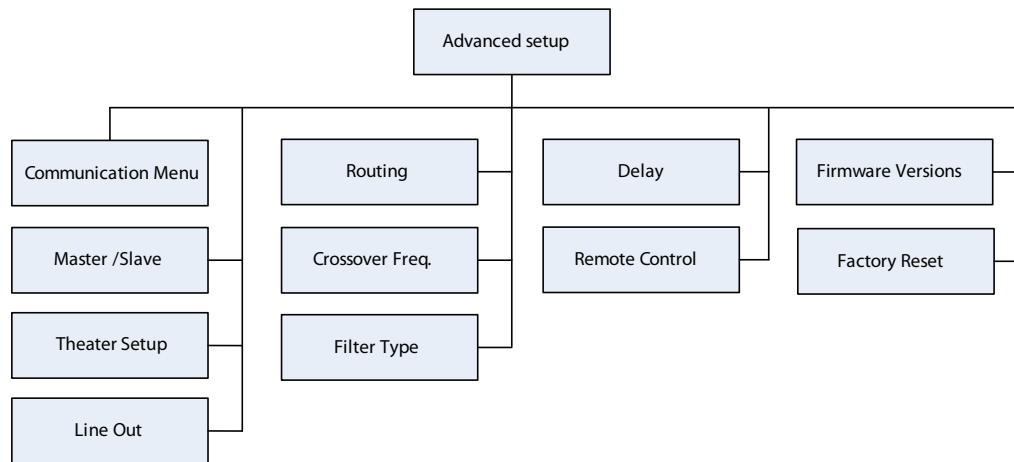 Advanced setup
Communication Menu
Master /Slave
Theater Setup
Line Out
Routing
Crossover Freq.
Filter Type
Delay
Remote Control
Firmware Versions
Factory Reset